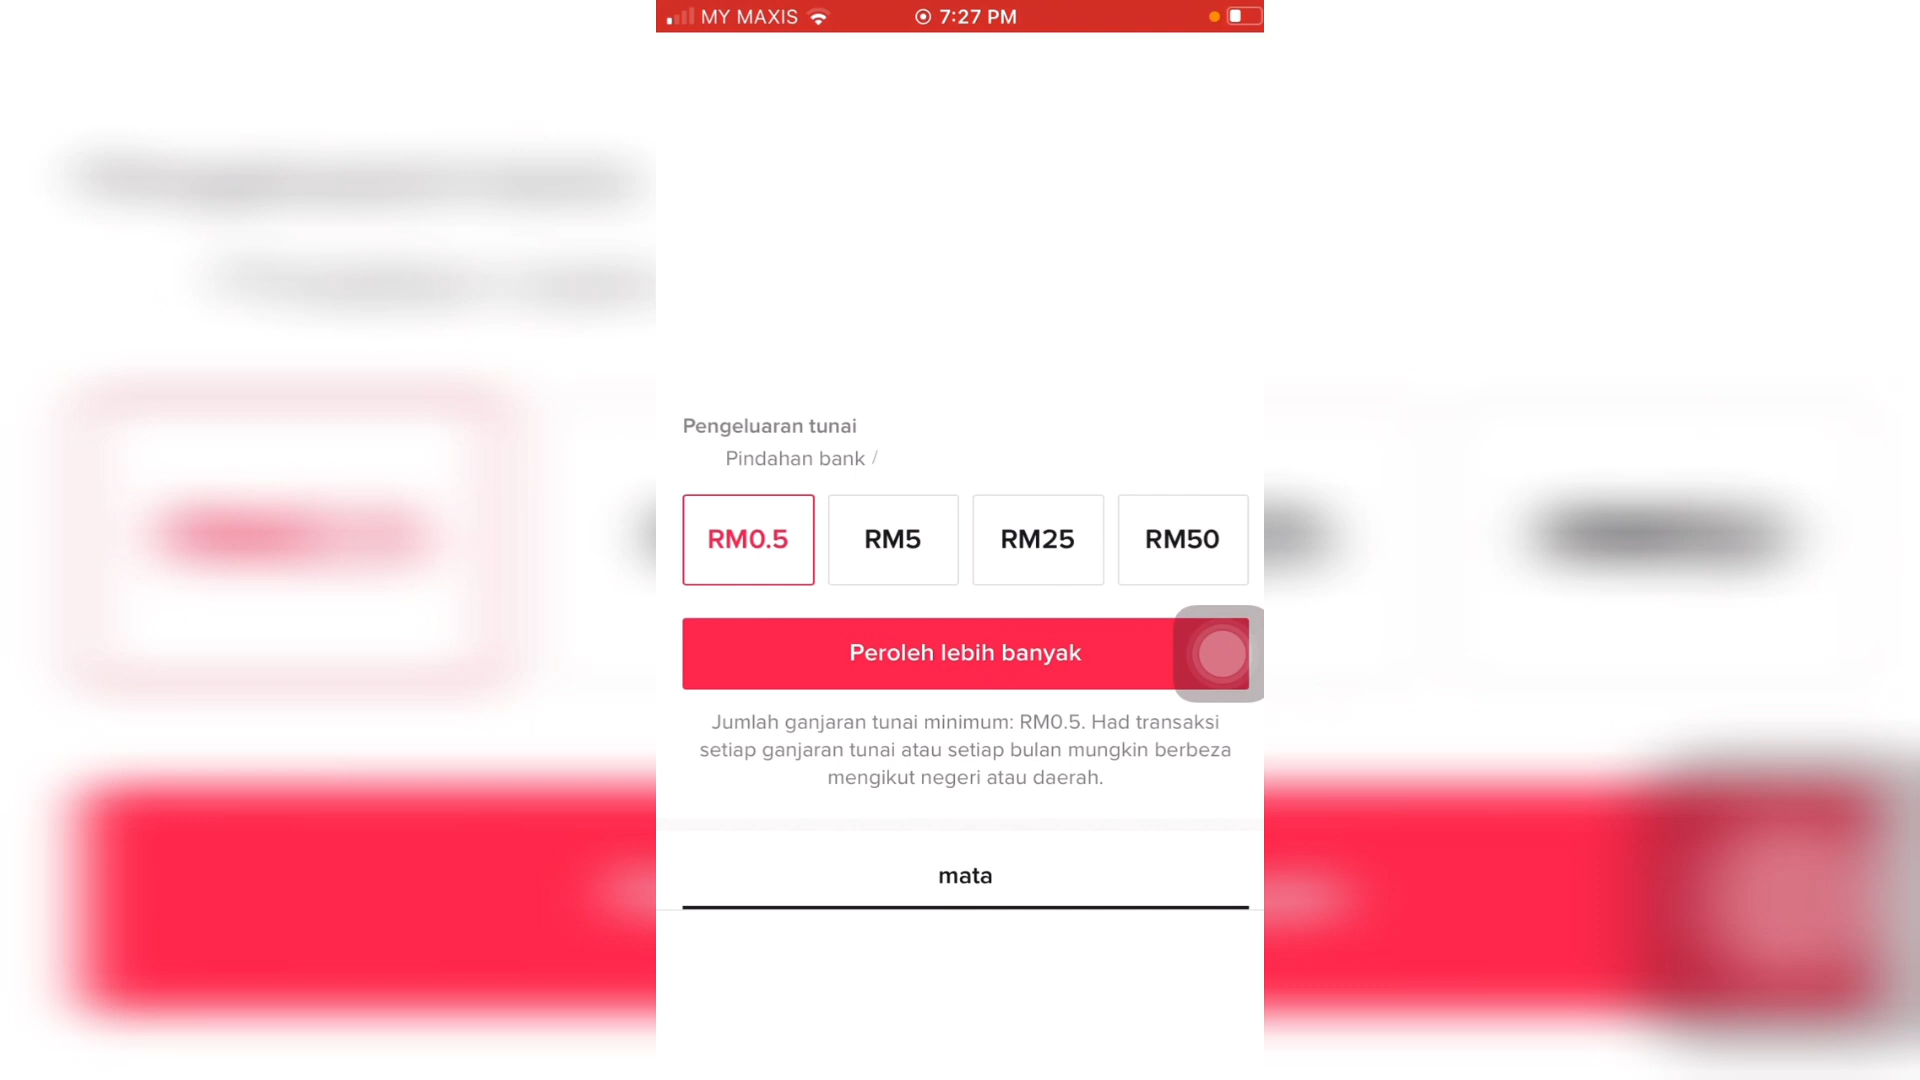 MY MAXIS 7:27 PM
Pengeluaran tunai
Pindahan bank /
RM0.5 RM5 RM25 RM50
Peroleh lebih banyak
Jumlah ganjaran tunai minimum: RM0.5. Had transaksi
setiap ganjaran tunai atau setiap bulan mungkin berbeza
mengikut negeri atau daerah.
mata